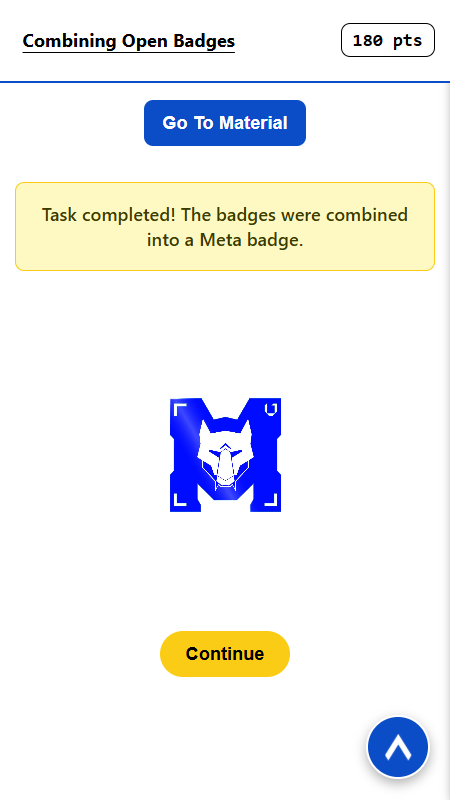 Combining Open Badges
180 pts
Go To Material
Task completed! The badges were combined
into a Meta badge.
Continue